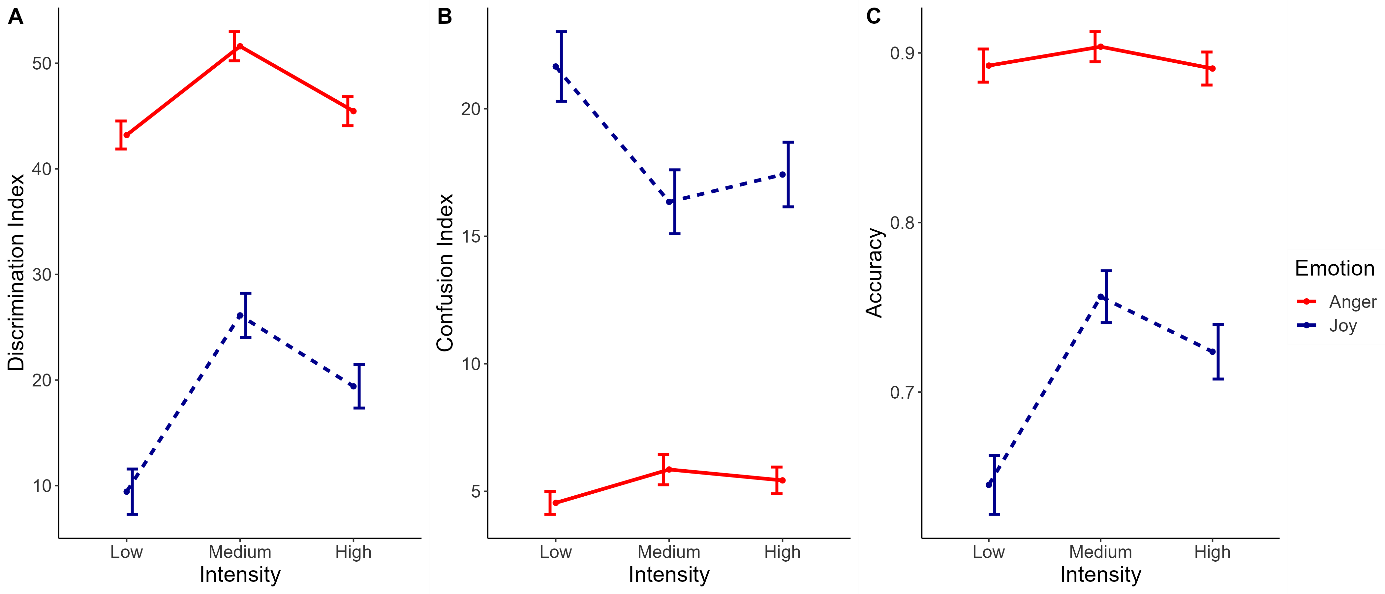 A
Discrimination Index
50
40
30
20
10
Low Medium High
Intensity
B
Confusion Index
20
15
10
5
Low Medium High
Intensity
C
Accuracy
0.9
0.8
0.7
Low Medium High
Intensity
Emotion
Anger
Joy